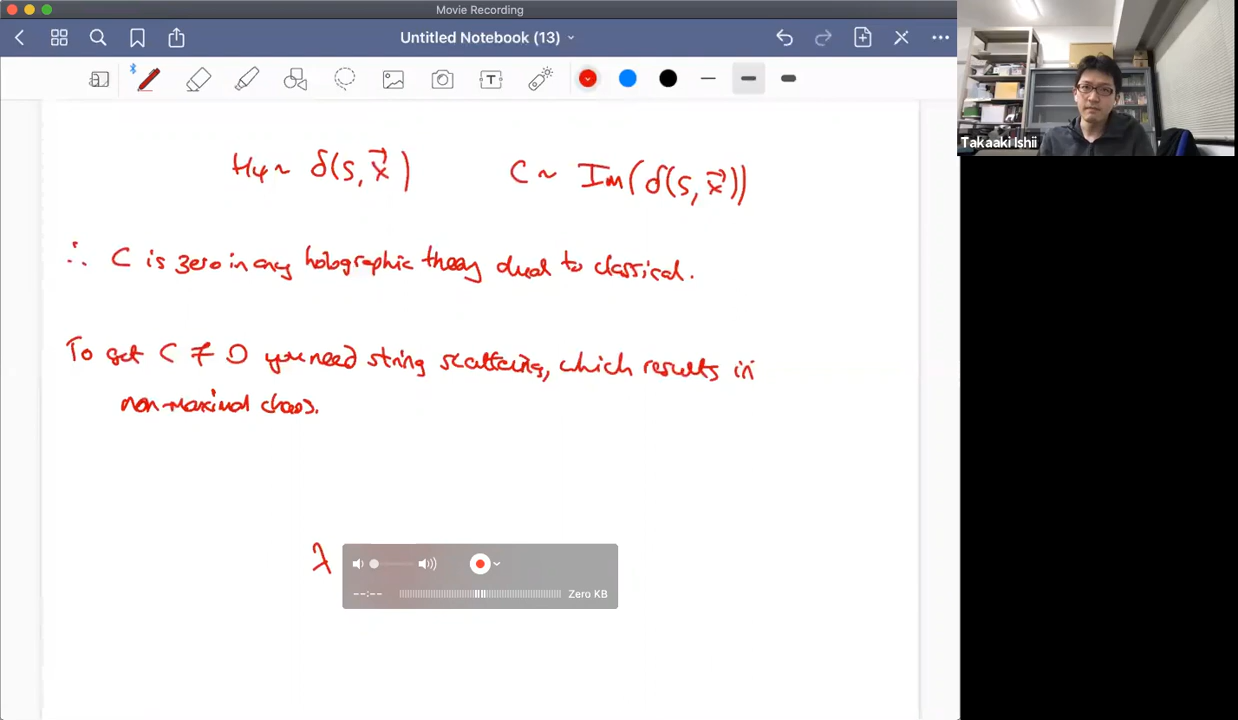 Movie Recording
Untitled Notebook (13)
Takaaki Ishii
H₄ ~ δ(s, x⃗)
C ~ Im(δ(s, x⃗))
∴ C is zero in any holographic theory dual to classical.
To get C ≠ 0 you need string scattering, which results in
non-maximal chaos.
λ
--:--
Zero KB